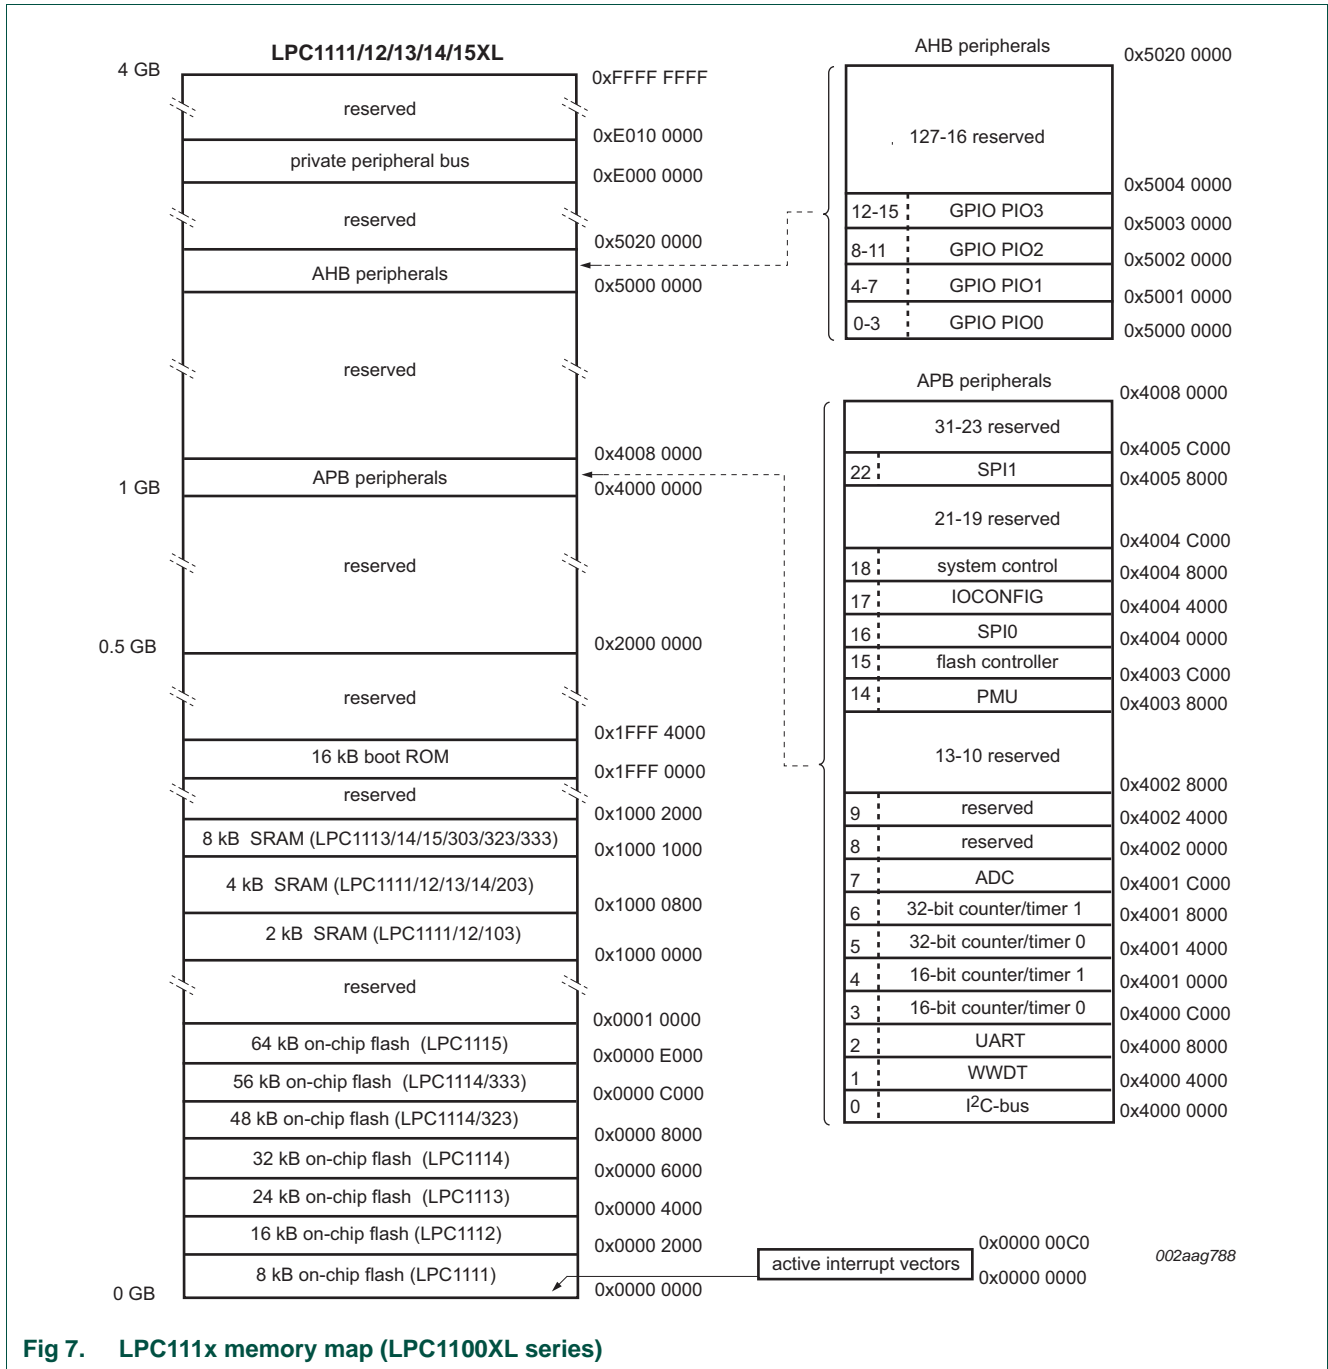 LPC1111/12/13/14/15XL
4 GB
0xFFFF FFFF
reserved
0xE010 0000
private peripheral bus
0xE000 0000
reserved
0x5020 0000
AHB peripherals
0x5000 0000
reserved
0x4008 0000
APB peripherals
1 GB
0x4000 0000
reserved
0.5 GB
0x2000 0000
reserved
0x1FFF 4000
16 kB boot ROM
0x1FFF 0000
reserved
0x1000 2000
8 kB SRAM (LPC1113/14/15/303/323/333)
0x1000 1000
4 kB SRAM (LPC1111/12/13/14/203)
0x1000 0800
2 kB SRAM (LPC1111/12/103)
0x1000 0000
reserved
0x0001 0000
64 kB on-chip flash (LPC1115)
0x0000 E000
56 kB on-chip flash (LPC1114/333)
0x0000 C000
48 kB on-chip flash (LPC1114/323)
0x0000 8000
32 kB on-chip flash (LPC1114)
0x0000 6000
24 kB on-chip flash (LPC1113)
0x0000 4000
16 kB on-chip flash (LPC1112)
0x0000 2000
8 kB on-chip flash (LPC1111)
0x0000 0000
0 GB
AHB peripherals
0x5020 0000
127-16 reserved
0x5004 0000
12-15 GPIO PIO3
0x5003 0000
8-11 GPIO PIO2
0x5002 0000
4-7 GPIO PIO1
0x5001 0000
0-3 GPIO PIO0
0x5000 0000
APB peripherals
0x4008 0000
31-23 reserved
0x4005 C000
22 SPI1
0x4005 8000
21-19 reserved
0x4004 C000
18 system control
0x4004 8000
17 IOCONFIG
0x4004 4000
16 SPI0
0x4004 0000
15 flash controller
0x4003 C000
14 PMU
0x4003 8000
13-10 reserved
0x4002 8000
9 reserved
0x4002 4000
8 reserved
0x4002 0000
7 ADC
0x4001 C000
6 32-bit counter/timer 1
0x4001 8000
5 32-bit counter/timer 0
0x4001 4000
4 16-bit counter/timer 1
0x4001 0000
3 16-bit counter/timer 0
0x4000 C000
2 UART
0x4000 8000
1 WWDT
0x4000 4000
0 I2C-bus
0x4000 0000
0x0000 00C0
active interrupt vectors
0x0000 0000
002aag788
Fig 7. LPC111x memory map (LPC1100XL series)